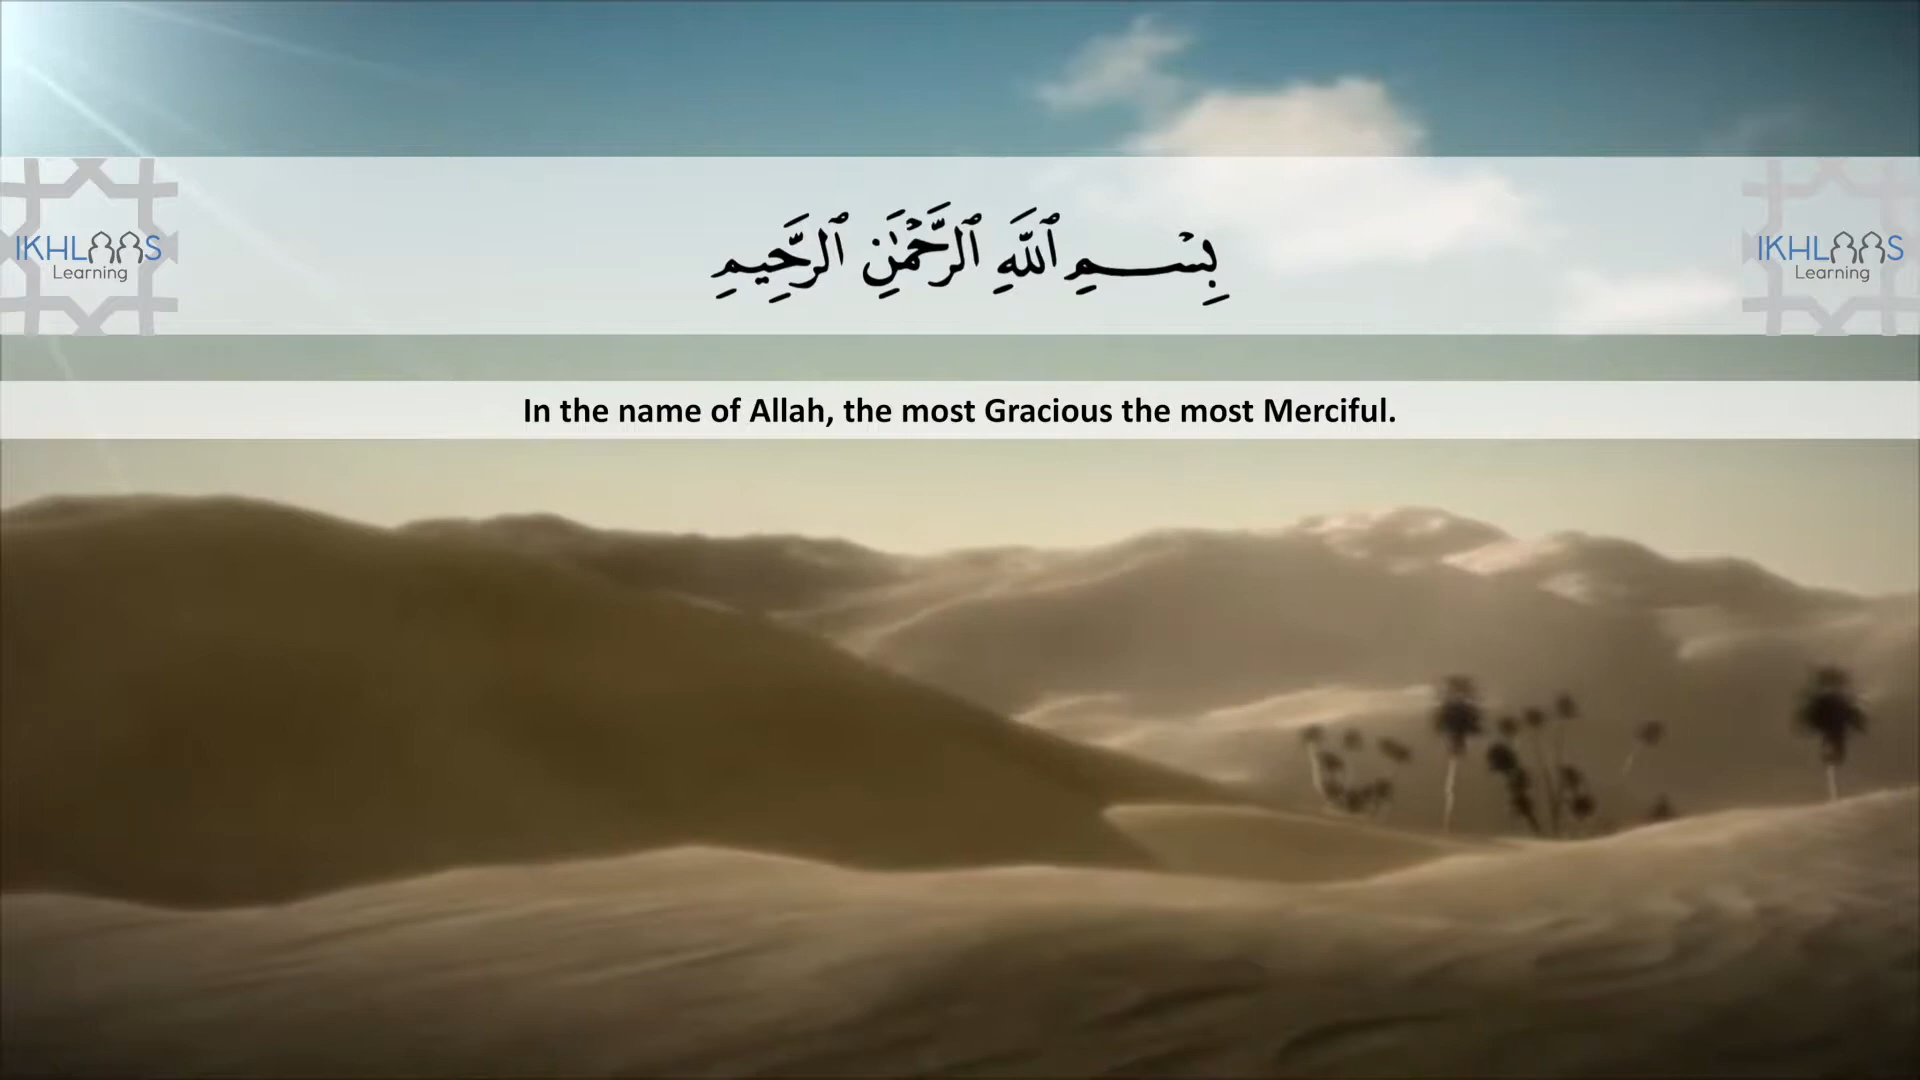 بِسْمِ ٱللَّهِ ٱلرَّحْمَٰنِ ٱلرَّحِيمِ
IKHLAAS
Learning
IKHLAAS
Learning
In the name of Allah, the most Gracious the most Merciful.